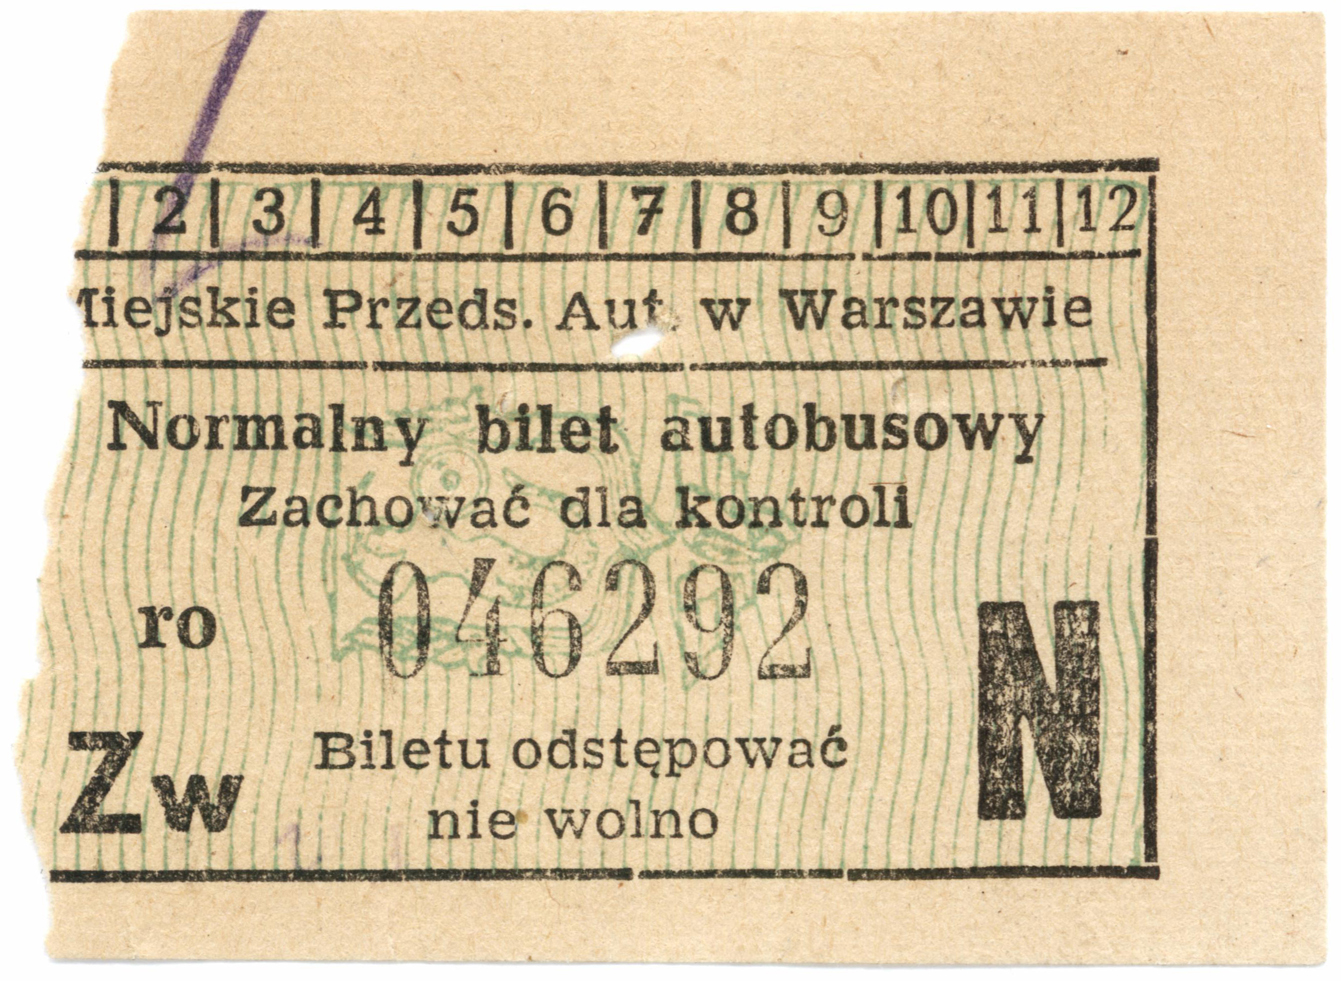 2 3 4 5 6 7 8 9 10 11 12
Miejskie Przeds. Aut. w Warszawie
Normalny bilet autobusowy
Zachować dla kontroli
ro 046292
N
Zw Biletu odstępować
nie wolno